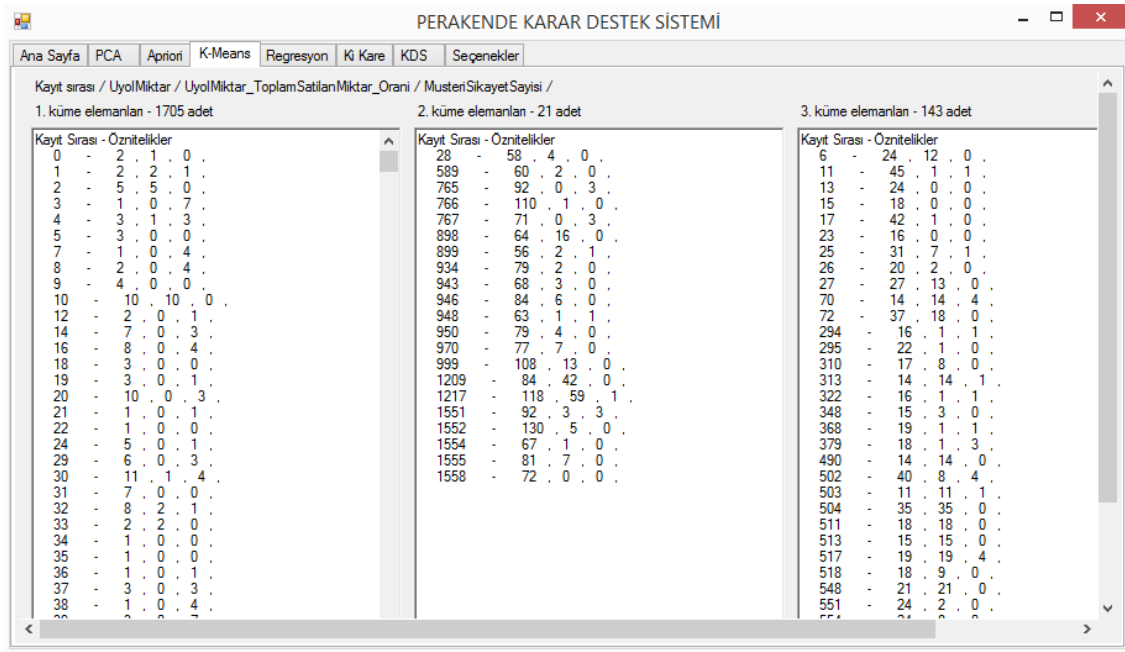 PERAKENDE KARAR DESTEK SİSTEMİ
Ana Sayfa PCA Apriori K-Means Regresyon Ki Kare KDS Seçenekler
Kayıt sırası / UyolMiktar / UyolMiktar_ToplamSatilanMiktar_Orani / MusteriSikayetSayisi /
1. küme elemanları - 1705 adet
Kayıt Sırası - Öznitelikler
0 - 2 , 1 , 0 ,
1 - 2 , 2 , 1 ,
2 - 5 , 5 , 0 ,
3 - 1 , 0 , 7 ,
4 - 3 , 1 , 3 ,
5 - 3 , 0 , 0 ,
7 - 1 , 0 , 4 ,
8 - 2 , 0 , 4 ,
9 - 4 , 0 , 0 ,
10 - 10 , 10 , 0 ,
12 - 2 , 0 , 1 ,
14 - 7 , 0 , 3 ,
16 - 8 , 0 , 4 ,
18 - 3 , 0 , 0 ,
19 - 3 , 0 , 1 ,
20 - 10 , 0 , 3 ,
21 - 1 , 0 , 1 ,
22 - 1 , 0 , 0 ,
24 - 5 , 0 , 1 ,
29 - 6 , 0 , 3 ,
30 - 11 , 1 , 4 ,
31 - 7 , 0 , 0 ,
32 - 8 , 2 , 1 ,
33 - 2 , 2 , 0 ,
34 - 1 , 0 , 0 ,
35 - 1 , 0 , 0 ,
36 - 1 , 0 , 1 ,
37 - 3 , 0 , 3 ,
38 - 1 , 0 , 4 ,
2. küme elemanları - 21 adet
Kayıt Sırası - Öznitelikler
28 - 58 , 4 , 0 ,
589 - 60 , 2 , 0 ,
765 - 92 , 0 , 3 ,
766 - 110 , 1 , 0 ,
767 - 71 , 0 , 3 ,
898 - 64 , 16 , 0 ,
899 - 56 , 2 , 1 ,
934 - 79 , 2 , 0 ,
943 - 68 , 3 , 0 ,
946 - 84 , 6 , 0 ,
948 - 63 , 1 , 1 ,
950 - 79 , 4 , 0 ,
970 - 77 , 7 , 0 ,
999 - 108 , 13 , 0 ,
1209 - 84 , 42 , 0 ,
1217 - 118 , 59 , 1 ,
1551 - 92 , 3 , 3 ,
1552 - 130 , 5 , 0 ,
1554 - 67 , 1 , 0 ,
1555 - 81 , 7 , 0 ,
1558 - 72 , 0 , 0 ,
3. küme elemanları - 143 adet
Kayıt Sırası - Öznitelikler
6 - 24 , 12 , 0 ,
11 - 45 , 1 , 1 ,
13 - 24 , 0 , 0 ,
15 - 18 , 0 , 0 ,
17 - 42 , 1 , 0 ,
23 - 16 , 0 , 0 ,
25 - 31 , 7 , 1 ,
26 - 20 , 2 , 0 ,
27 - 27 , 13 , 0 ,
70 - 14 , 14 , 4 ,
72 - 37 , 18 , 0 ,
294 - 16 , 1 , 1 ,
295 - 22 , 1 , 0 ,
310 - 17 , 8 , 0 ,
313 - 14 , 14 , 1 ,
322 - 16 , 1 , 1 ,
348 - 15 , 3 , 0 ,
368 - 19 , 1 , 1 ,
379 - 18 , 1 , 3 ,
490 - 14 , 14 , 0 ,
502 - 40 , 8 , 4 ,
503 - 11 , 11 , 1 ,
504 - 35 , 35 , 0 ,
511 - 18 , 18 , 0 ,
513 - 15 , 15 , 0 ,
517 - 19 , 19 , 4 ,
518 - 18 , 9 , 0 ,
548 - 21 , 21 , 0 ,
551 - 24 , 2 , 0 ,